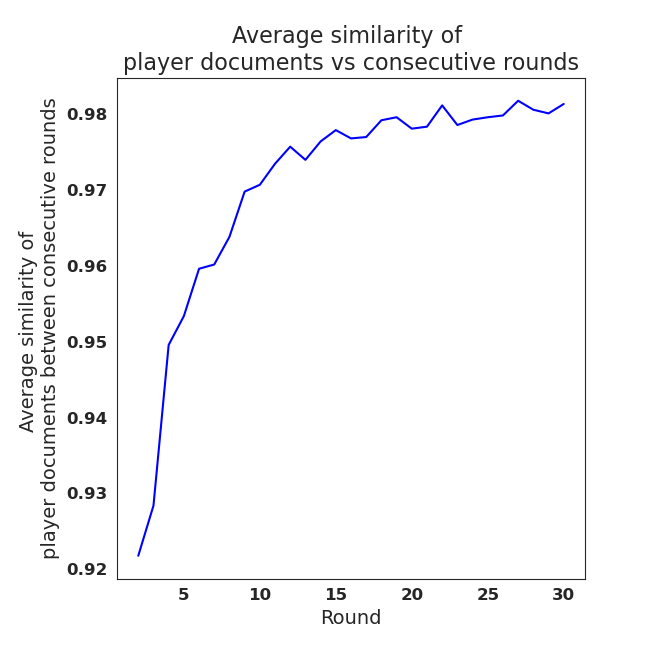 Average similarity of
player documents vs consecutive rounds
Average similarity of
player documents between consecutive rounds
0.98
0.97
0.96
0.95
0.94
0.93
0.92
5 10 15 20 25 30
Round